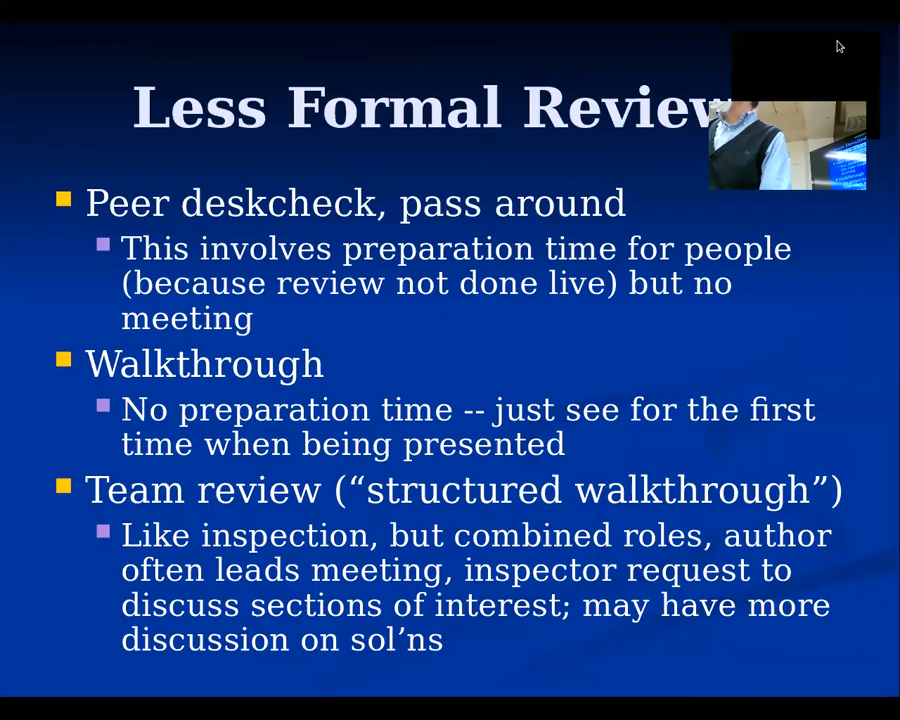 Less Formal Review
Peer deskcheck, pass around
This involves preparation time for people
(because review not done live) but no
meeting
Walkthrough
No preparation time -- just see for the first
time when being presented
Team review (“structured walkthrough”)
Like inspection, but combined roles, author
often leads meeting, inspector request to
discuss sections of interest; may have more
discussion on sol’ns